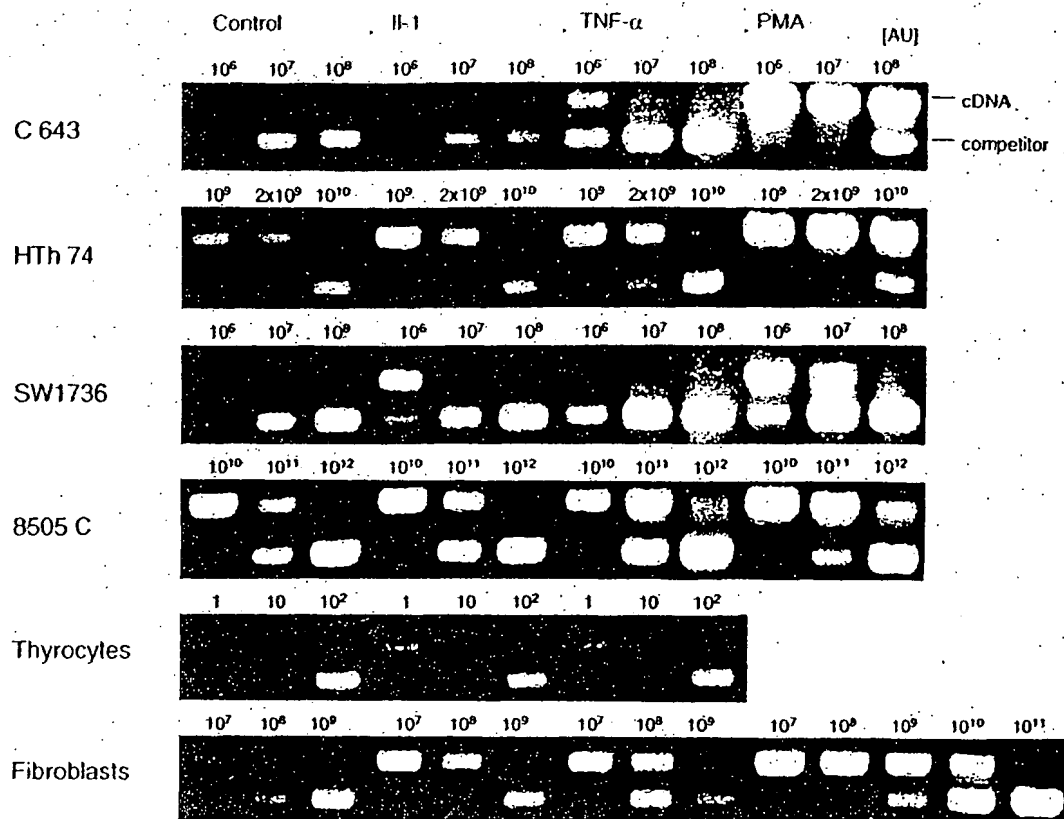 Control Il-1 TNF-α PMA [AU]
10⁶ 10⁷ 10⁸ 10⁶ 10⁷ 10⁸ 10⁶ 10⁷ 10⁸ 10⁶ 10⁷ 10⁸
C 643
cDNA
competitor
10⁹ 2x10⁹ 10¹⁰ 10⁹ 2x10⁹ 10¹⁰ 10⁹ 2x10⁹ 10¹⁰ 10⁹ 2x10⁹ 10¹⁰
HTh 74
10⁶ 10⁷ 10⁸ 10⁶ 10⁷ 10⁸ 10⁶ 10⁷ 10⁸ 10⁶ 10⁷ 10⁸
SW1736
10¹⁰ 10¹¹ 10¹² 10¹⁰ 10¹¹ 10¹² 10¹⁰ 10¹¹ 10¹² 10¹⁰ 10¹¹ 10¹²
8505 C
1 10 10² 1 10 10² 1 10 10²
Thyrocytes
10⁷ 10⁸ 10⁹ 10⁷ 10⁸ 10⁹ 10⁷ 10⁸ 10⁹ 10⁷ 10⁸ 10⁹ 10¹⁰ 10¹¹
Fibroblasts